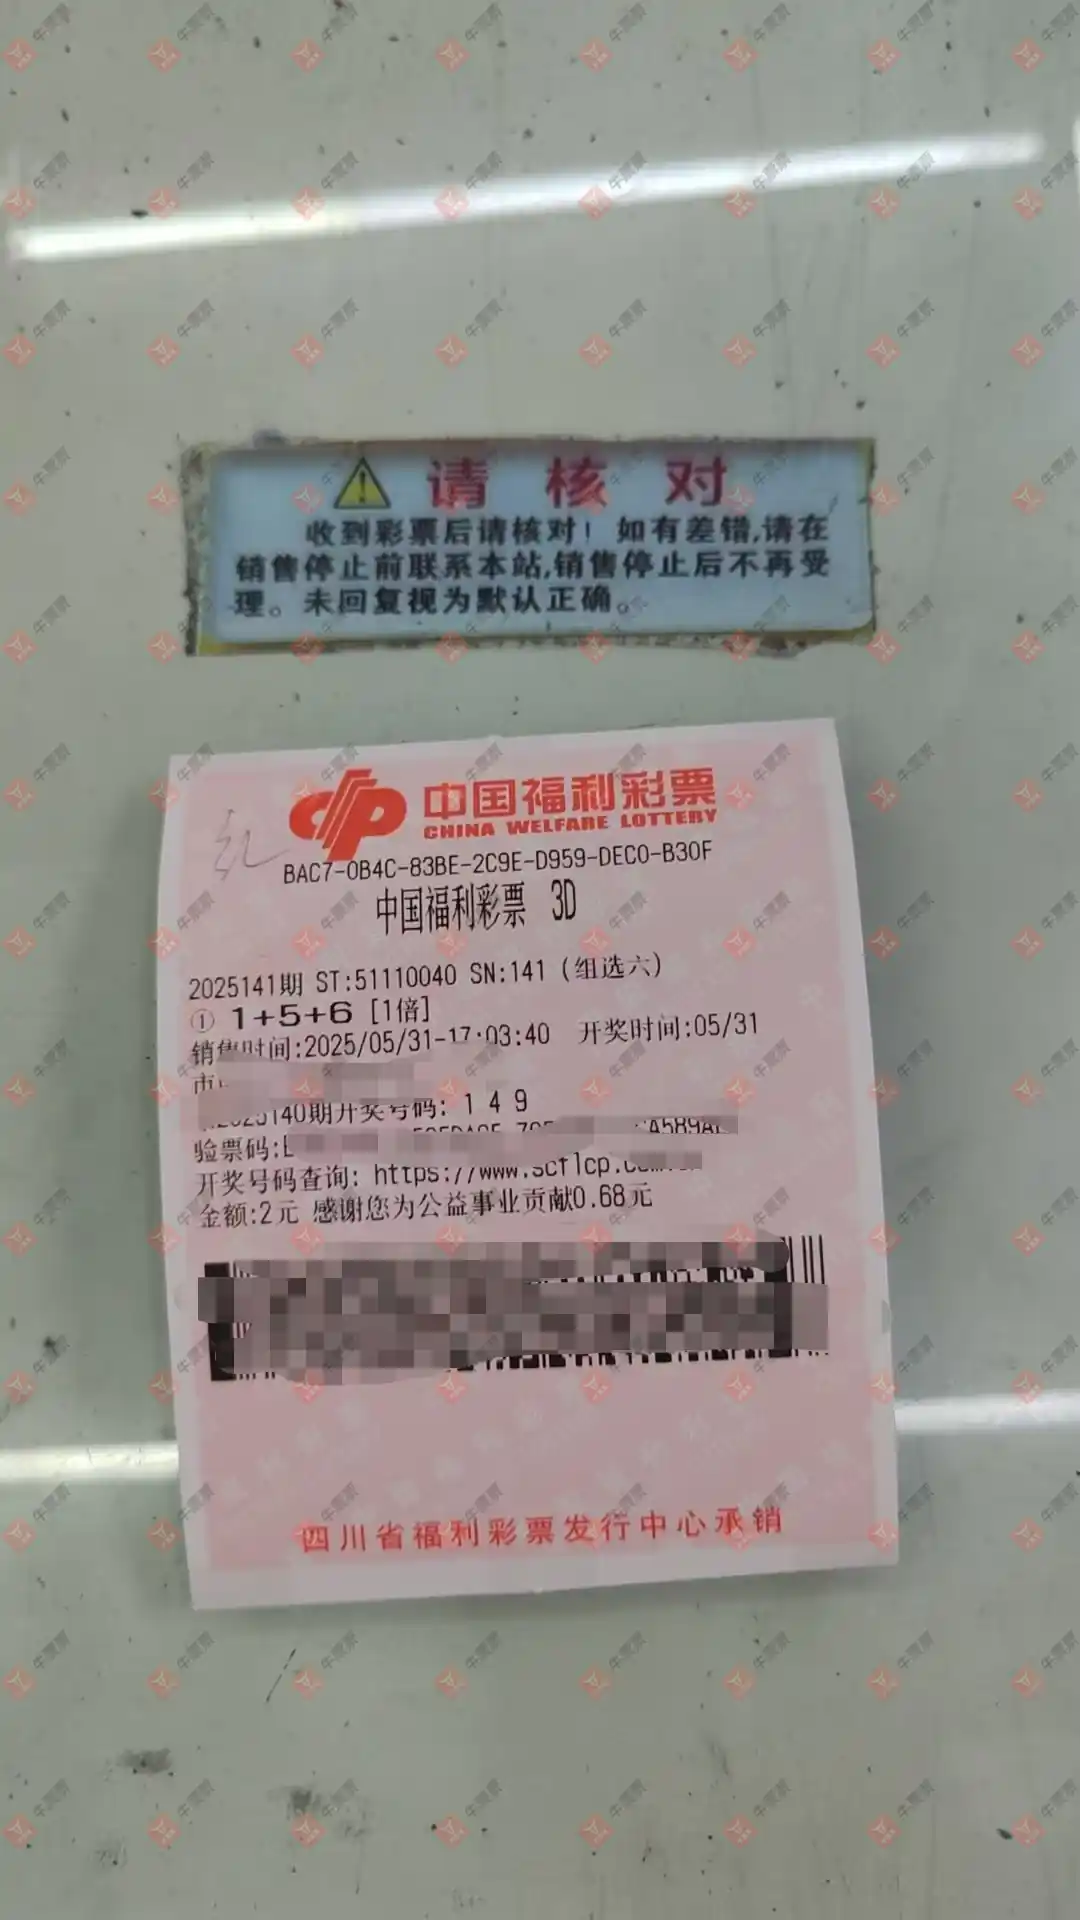 请核对
收到彩票后请核对！如有差错,请在
销售停止前联系本站,销售停止后不再受
理。未回复视为默认正确。
红
中国福利彩票
CHINA WELFARE LOTTERY
BAC7-0B4C-83BE-2C9E-D959-DEC0-B30F
中国福利彩票 3D
2025141期 ST:51110040 SN:141 (组选六)
① 1+5+6 [1倍]
销售时间:2025/05/31-17:03:40 开奖时间:05/31
市
2025140期开奖号码: 1 4 9
验票码:
开奖号码查询: https://www.scflcp.com
金额:2元 感谢您为公益事业贡献0.68元
四川省福利彩票发行中心承销
牛票票